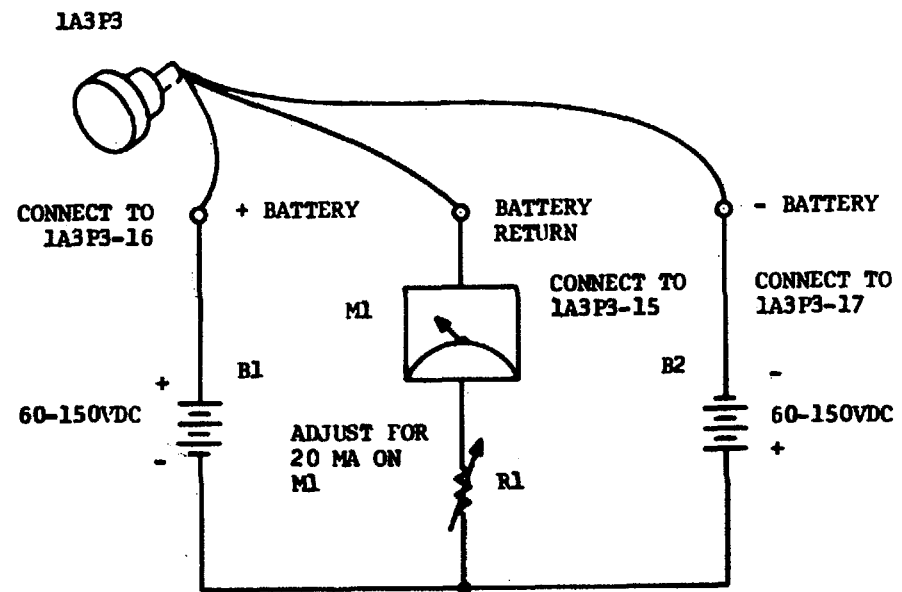 1A3P3
CONNECT TO
1A3P3-16
+ BATTERY
BATTERY
RETURN
- BATTERY
CONNECT TO
1A3P3-15
CONNECT TO
1A3P3-17
M1
B1
B2
+
60-150VDC
-
ADJUST FOR
20 MA ON
M1
R1
-
60-150VDC
+